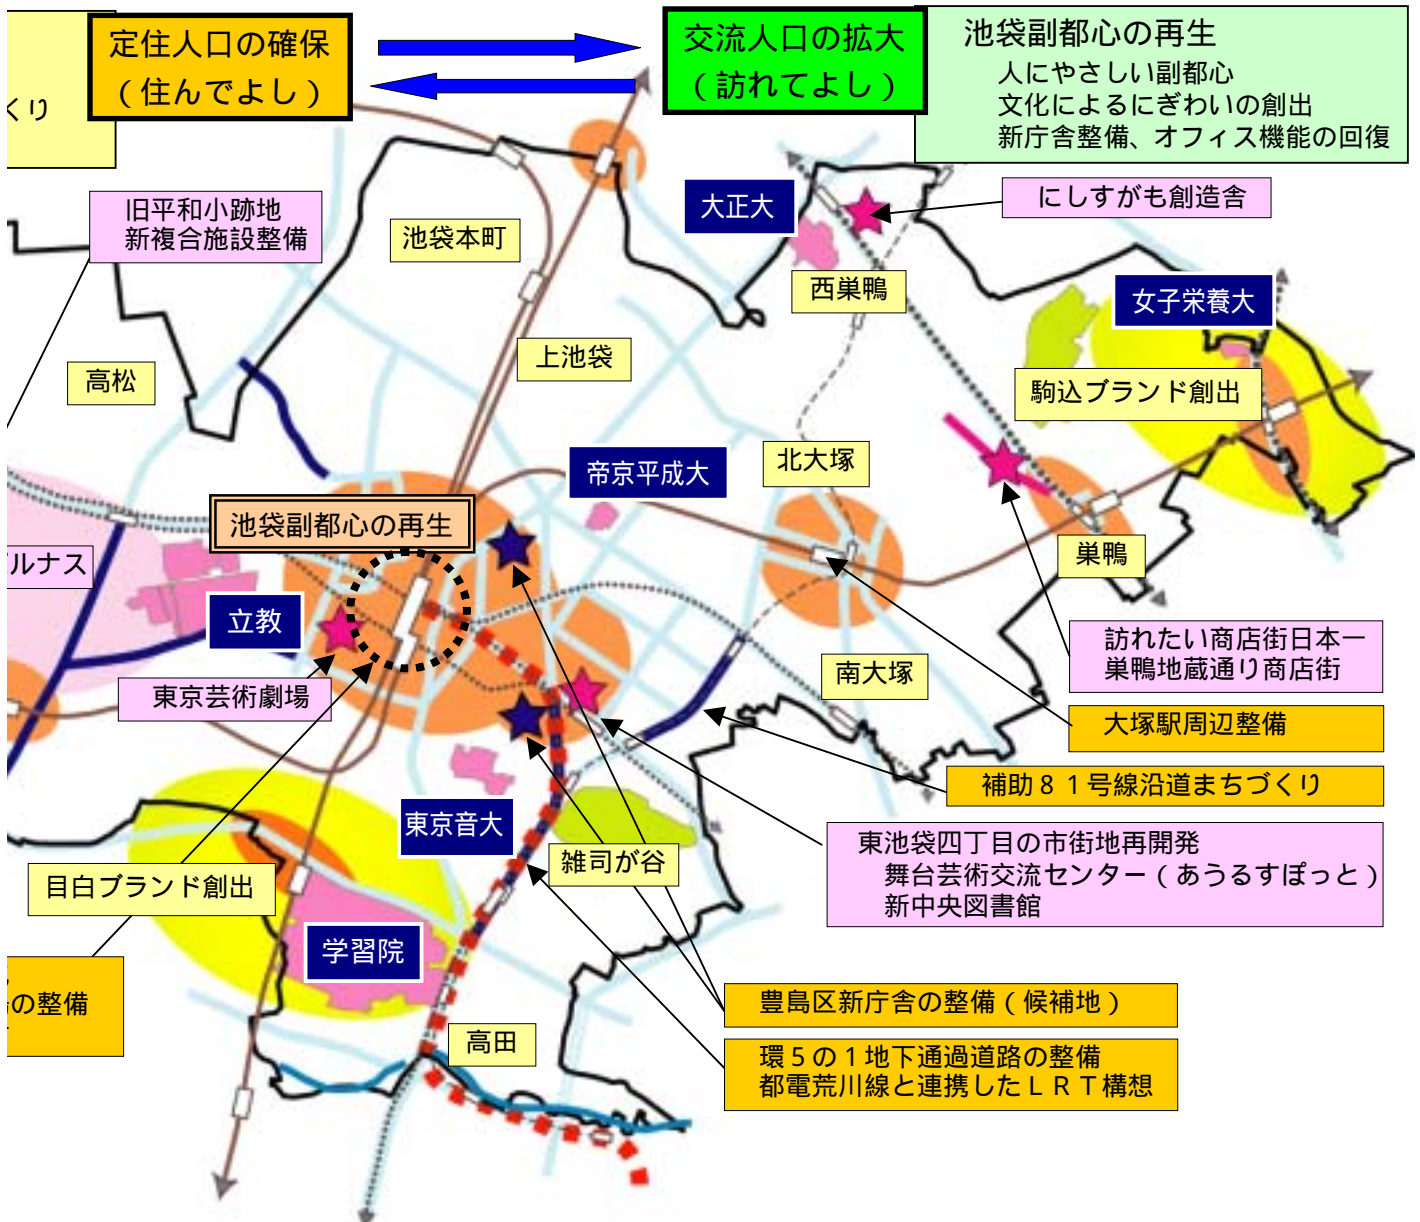 定住人口の確保
（住んでよし）
交流人口の拡大
（訪れてよし）
池袋副都心の再生
人にやさしい副都心
文化によるにぎわいの創出
新庁舎整備、オフィス機能の回復
くり
旧平和小跡地
新複合施設整備
池袋本町
大正大
にしすがも創造舎
西巣鴨
女子栄養大
上池袋
高松
駒込ブランド創出
帝京平成大
北大塚
池袋副都心の再生
巣鴨
ルナス
立教
訪れたい商店街日本一
巣鴨地蔵通り商店街
東京芸術劇場
南大塚
大塚駅周辺整備
補助８１号線沿道まちづくり
東京音大
雑司が谷
東池袋四丁目の市街地再開発
舞台芸術交流センター（あうるすぽっと）
新中央図書館
目白ブランド創出
学習院
の整備
豊島区新庁舎の整備（候補地）
高田
環５の１地下通過道路の整備
都電荒川線と連携したＬＲＴ構想